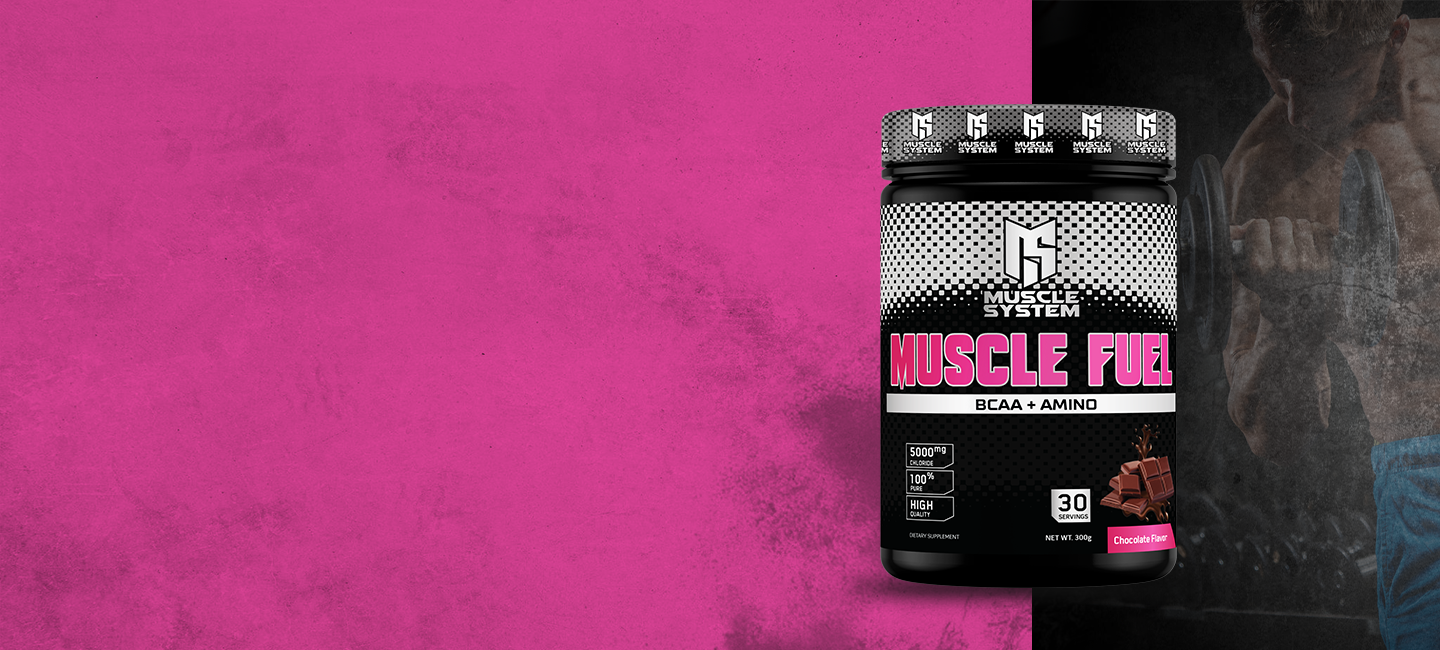 MUSCLE SYSTEM
MUSCLE SYSTEM
MUSCLE SYSTEM
MUSCLE SYSTEM
MUSCLE SYSTEM
MUSCLE
SYSTEM
MUSCLE FUEL
BCAA + AMINO
5000mg
CHLORIDE
100%
PURE
HIGH
QUALITY
30
SERVINGS
DIETARY SUPPLEMENT
NET WT. 300g
Chocolate Flavor